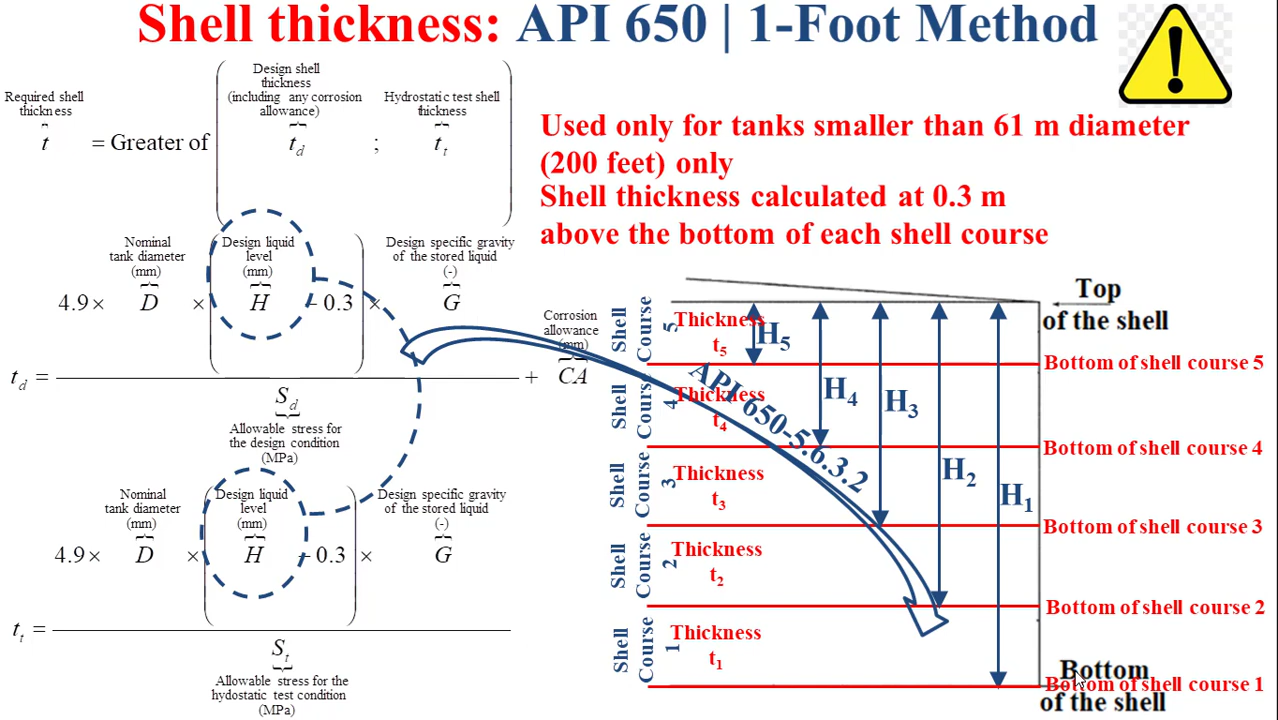 Shell thickness: API 650 | 1-Foot Method
Required shell
thickness
t
= Greater of
Design shell
thickness
(including any corrosion
allowance)
t_d
;
Hydrostatic test shell
thickness
t_t
Used only for tanks smaller than 61 m diameter
(200 feet) only
Shell thickness calculated at 0.3 m
above the bottom of each shell course
t_d =
4.9 ×
Nominal
tank diameter
(mm)
D
×
Design liquid
level
(mm)
H
− 0.3
×
Design specific gravity
of the stored liquid
(-)
G
S_d
Allowable stress for
the design condition
(MPa)
+
Corrosion
allowance
(mm)
CA
t_t =
4.9 ×
Nominal
tank diameter
(mm)
D
×
Design liquid
level
(mm)
H
− 0.3
×
Design specific gravity
of the stored liquid
(-)
G
S_t
Allowable stress for the
hydostatic test condition
(MPa)
API 650-5.6.3.2
Top
of the shell
Shell
Course
5
Thickness
t5
H5
Bottom of shell course 5
Shell
Course
4
Thickness
t4
H4
Bottom of shell course 4
Shell
Course
3
Thickness
t3
H3
Bottom of shell course 3
Shell
Course
2
Thickness
t2
H2
Bottom of shell course 2
Shell
Course
1
Thickness
t1
H1
Bottom of shell course 1
Bottom
of the shell